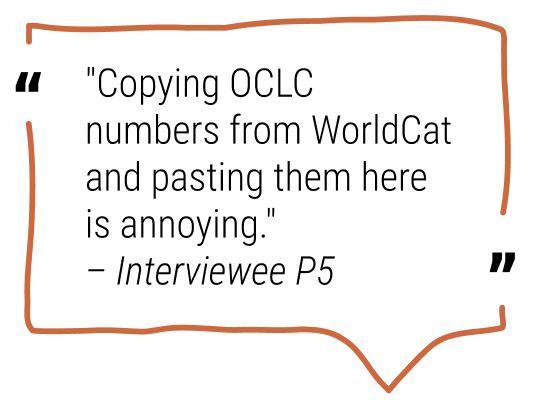 “
"Copying OCLC
numbers from WorldCat
and pasting them here
is annoying."
– Interviewee P5
”